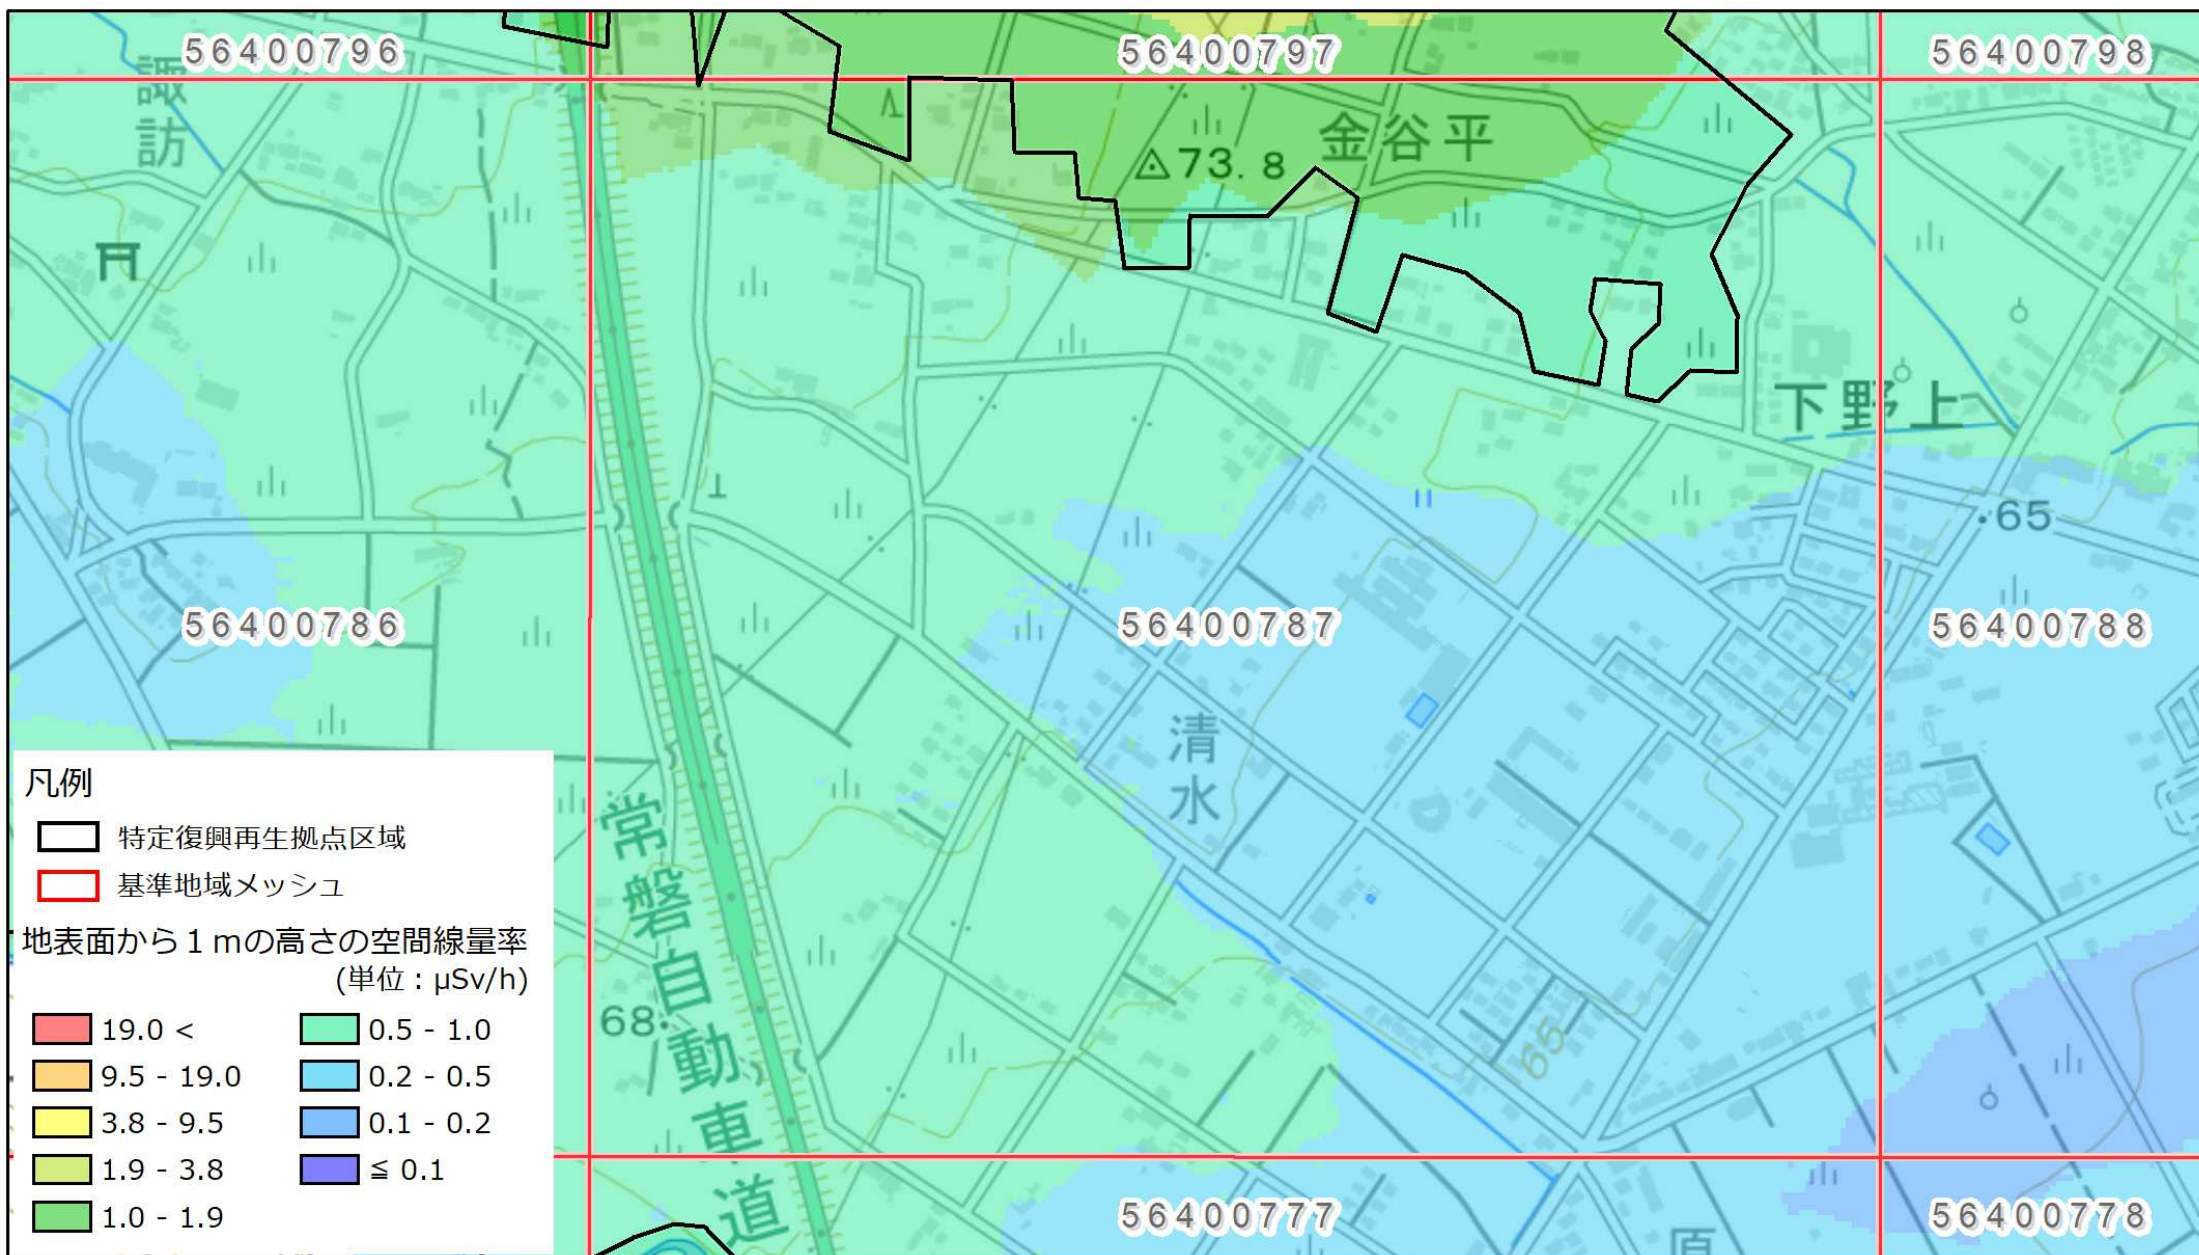 56400796
56400797
56400798
諏訪
金谷平
73.8
下野上
65
56400786
56400787
56400788
清水
常磐自動車道
68
65
56400777
56400778
原
凡例
特定復興再生拠点区域
基準地域メッシュ
地表面から1mの高さの空間線量率
(単位：μSv/h)
19.0 <
9.5 - 19.0
3.8 - 9.5
1.9 - 3.8
1.0 - 1.9
0.5 - 1.0
0.2 - 0.5
0.1 - 0.2
≦ 0.1